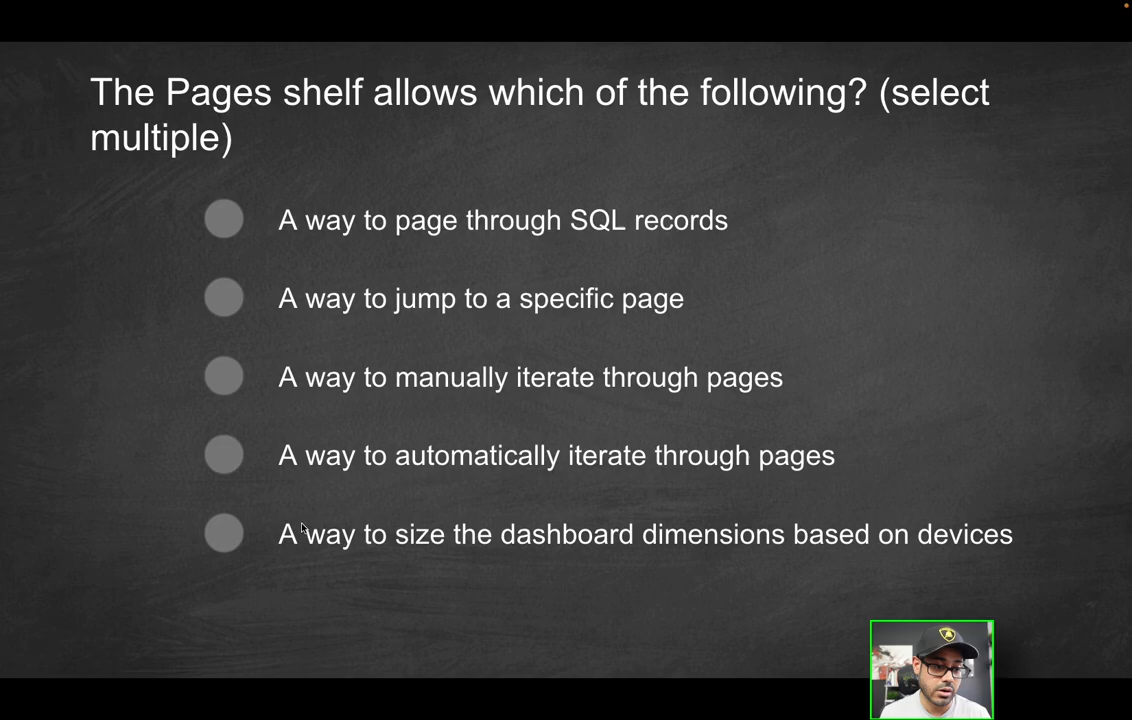 The Pages shelf allows which of the following? (select
multiple)
A way to page through SQL records
A way to jump to a specific page
A way to manually iterate through pages
A way to automatically iterate through pages
A way to size the dashboard dimensions based on devices